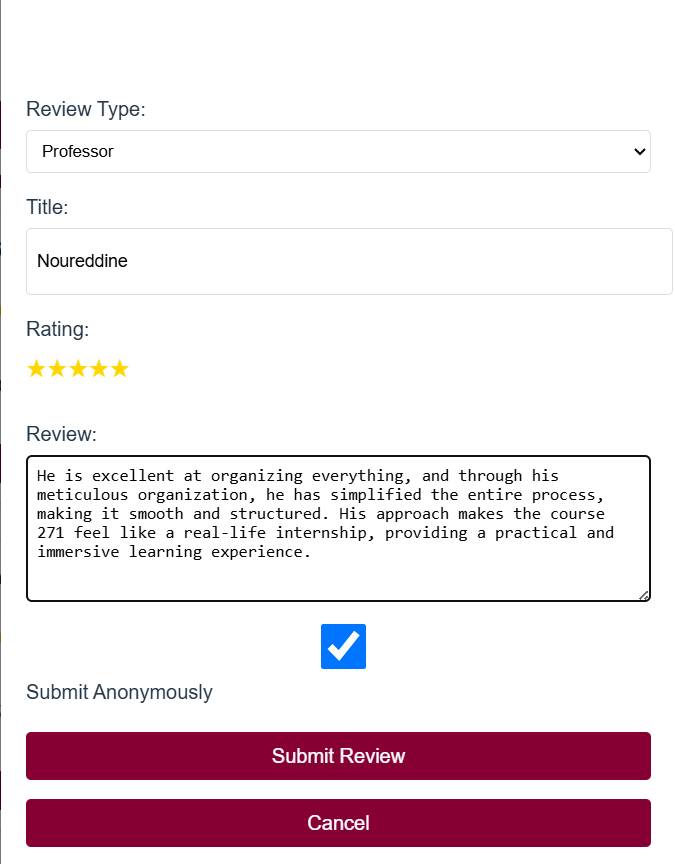 Review Type:
Professor
Title:
Noureddine
Rating:
Review:
He is excellent at organizing everything, and through his
meticulous organization, he has simplified the entire process,
making it smooth and structured. His approach makes the course
271 feel like a real-life internship, providing a practical and
immersive learning experience.
Submit Anonymously
Submit Review
Cancel